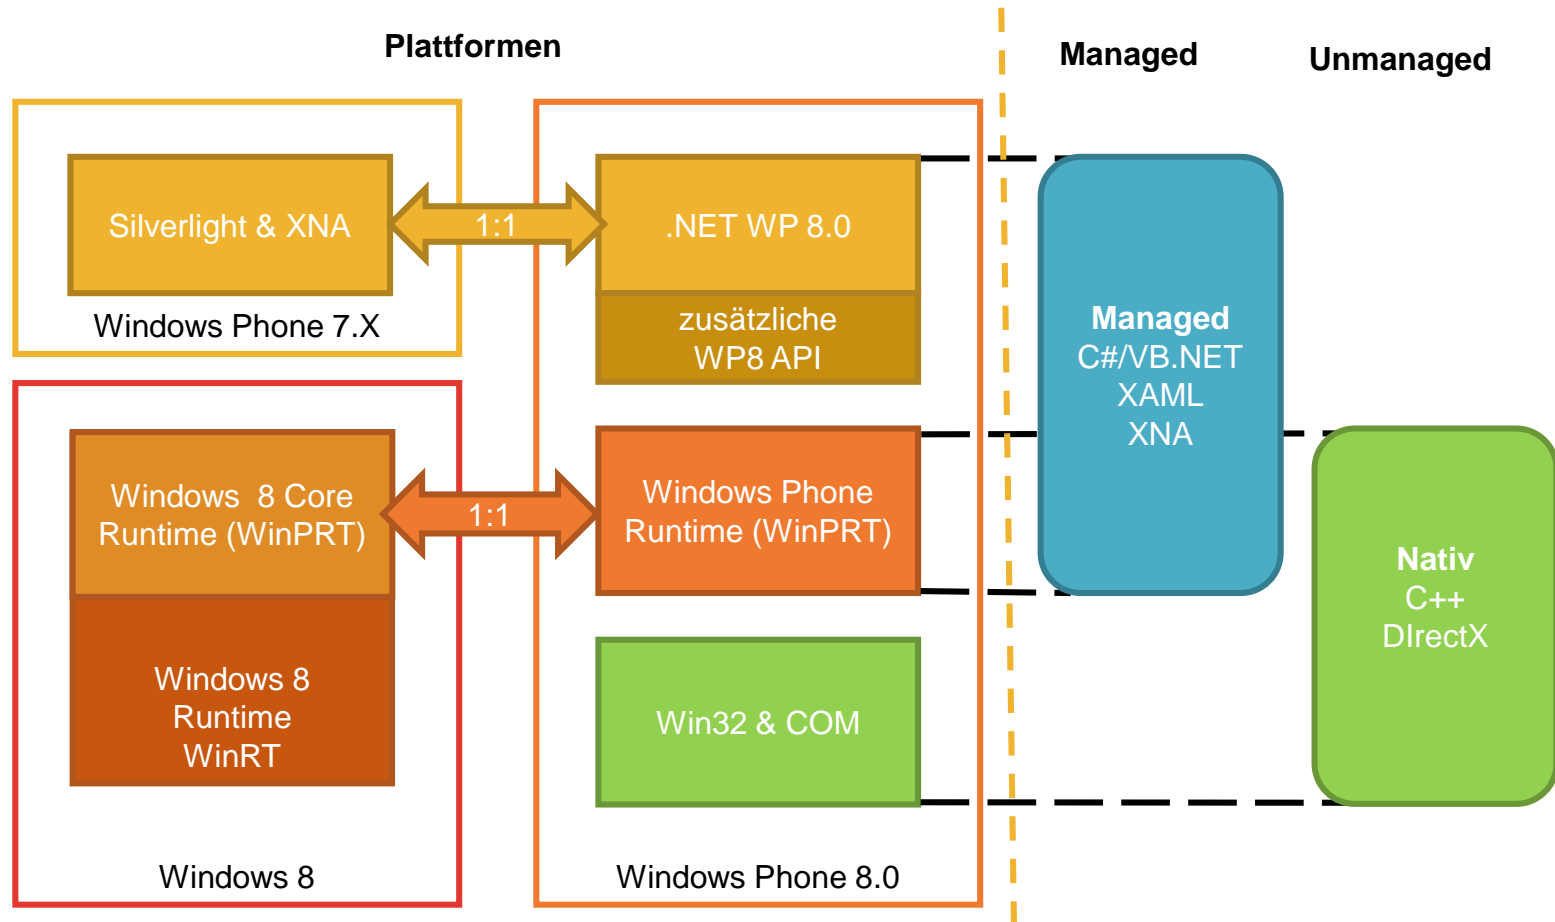 Plattformen
Managed
Unmanaged
Silverlight & XNA
1:1
.NET WP 8.0
Windows Phone 7.X
zusätzliche
WP8 API
Managed
C#/VB.NET
XAML
XNA
Windows  8 Core
Runtime (WinPRT)
1:1
Windows Phone
Runtime (WinPRT)
Nativ
C++
DIrectX
Windows 8
Runtime
WinRT
Win32 & COM
Windows 8
Windows Phone 8.0